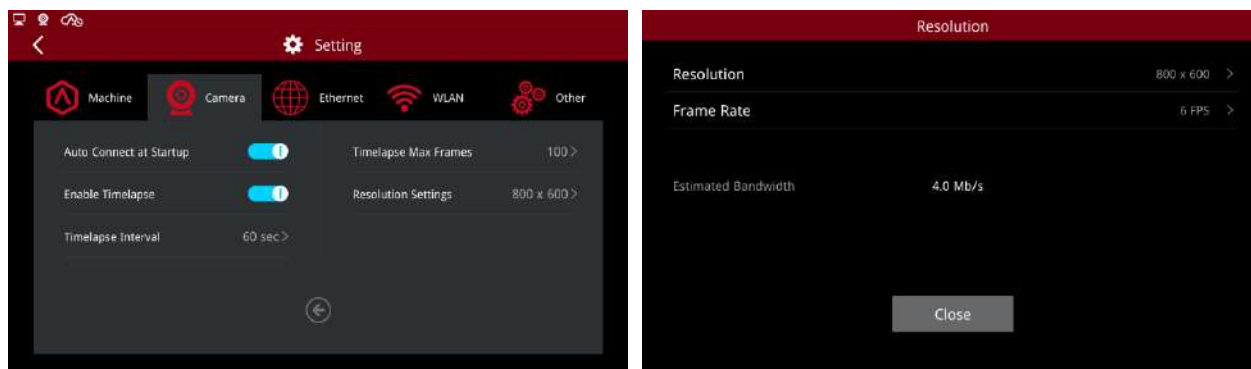 Setting
Machine
Camera
Ethernet
WLAN
Other
Auto Connect at Startup
Timelapse Max Frames 100 >
Enable Timelapse
Resolution Settings 800 x 600 >
Timelapse Interval 60 sec >
Resolution
Resolution 800 x 600 >
Frame Rate 6 FPS >
Estimated Bandwidth 4.0 Mb/s
Close